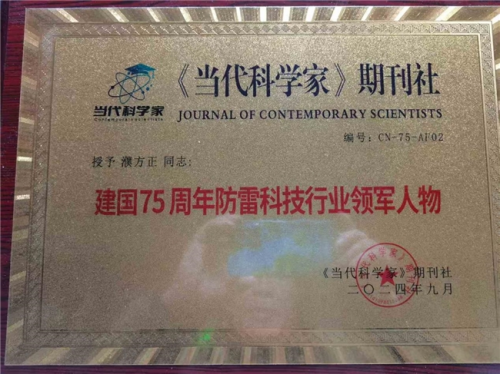 当代科学家
《当代科学家》期刊社
JOURNAL OF CONTEMPORARY SCIENTISTS
编号：CN-75-AF02
授予 濮方正 同志：
建国75 周年防雷科技行业领军人物
《当代科学家》期刊社
二〇二四年九月